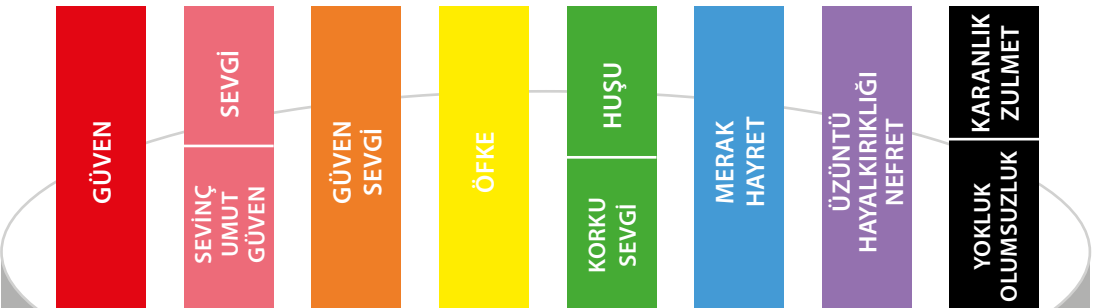 GÜVEN
SEVGİ
SEVİNÇ
UMUT
GÜVEN
GÜVEN
SEVGİ
ÖFKE
HUŞU
KORKU
SEVGİ
MERAK
HAYRET
ÜZÜNTÜ
HAYALKIRIKLIĞI
NEFRET
KARANLIK
ZULMET
YOKLUK
OLUMSUZLUK